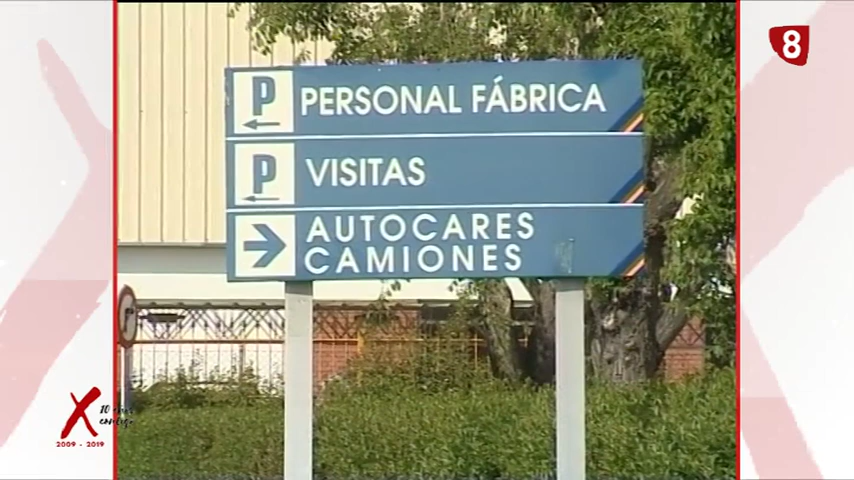 8
P PERSONAL FÁBRICA
P VISITAS
AUTOCARES
CAMIONES
X 10 años
contigo
2009 - 2019